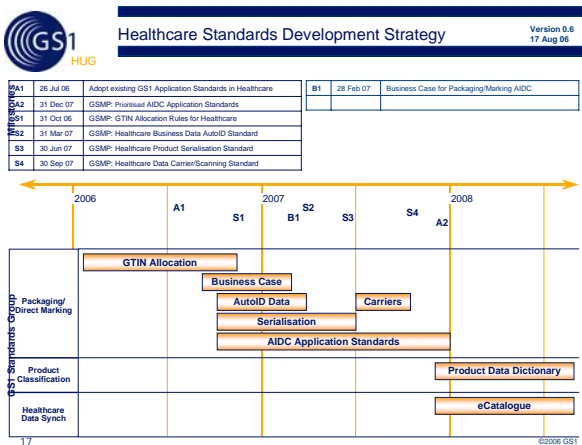 GS1
HUG
Healthcare Standards Development Strategy
Version 0.6
17 Aug 06
Milestones
A1 26 Jul 06 Adopt existing GS1 Application Standards in Healthcare
A2 31 Dec 07 GSMP: Prioritised AIDC Application Standards
S1 31 Oct 06 GSMP: GTIN Allocation Rules for Healthcare
S2 31 Mar 07 GSMP: Healthcare Business Data AutoID Standard
S3 30 Jun 07 GSMP: Healthcare Product Serialisation Standard
S4 30 Sep 07 GSMP: Healthcare Data Carrier/Scanning Standard
B1 28 Feb 07 Business Case for Packaging/Marking AIDC
2006 2007 2008
A1 S1 B1 S2 S3 S4 A2
GS1 Standards Group
Packaging/
Direct Marking
GTIN Allocation
Business Case
AutoID Data Carriers
Serialisation
AIDC Application Standards
Product
Classification
Product Data Dictionary
Healthcare
Data Synch
eCatalogue
17
©2006 GS1